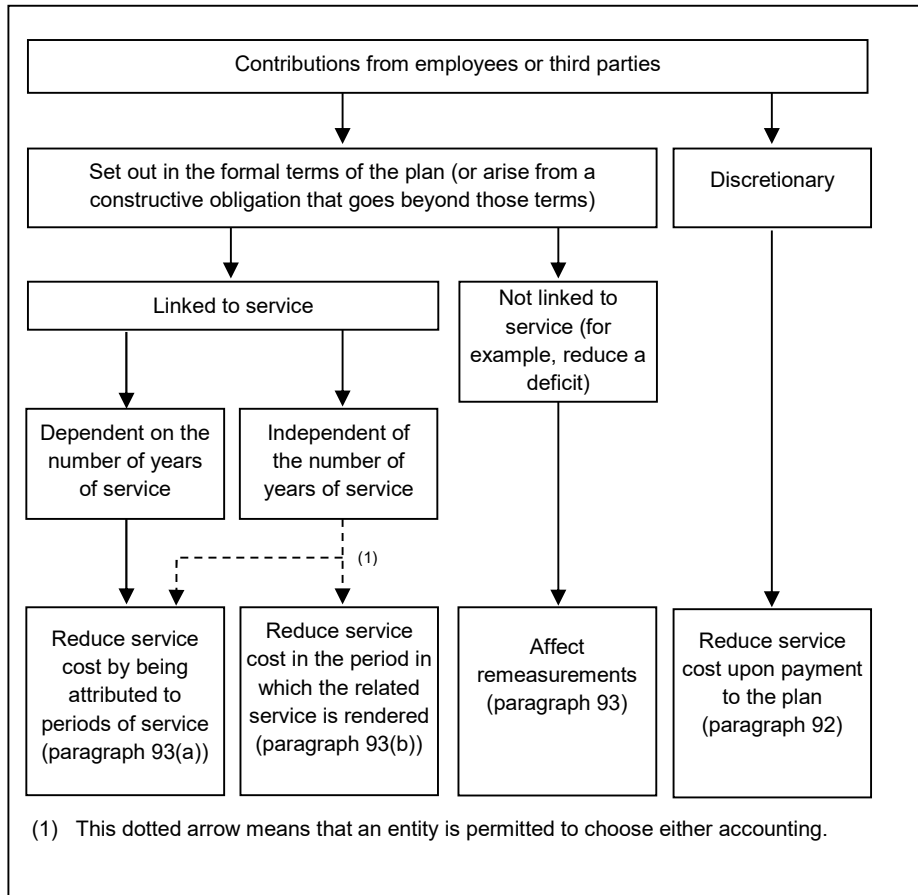 Contributions from employees or third parties
Set out in the formal terms of the plan (or arise from a
constructive obligation that goes beyond those terms)
Discretionary
Linked to service
Not linked to
service (for
example, reduce a
deficit)
Dependent on the
number of years
of service
Independent of
the number of
years of service
(1)
Reduce service
cost by being
attributed to
periods of service
(paragraph 93(a))
Reduce service
cost in the period in
which the related
service is rendered
(paragraph 93(b))
Affect
remeasurements
(paragraph 93)
Reduce service
cost upon payment
to the plan
(paragraph 92)
(1) This dotted arrow means that an entity is permitted to choose either accounting.